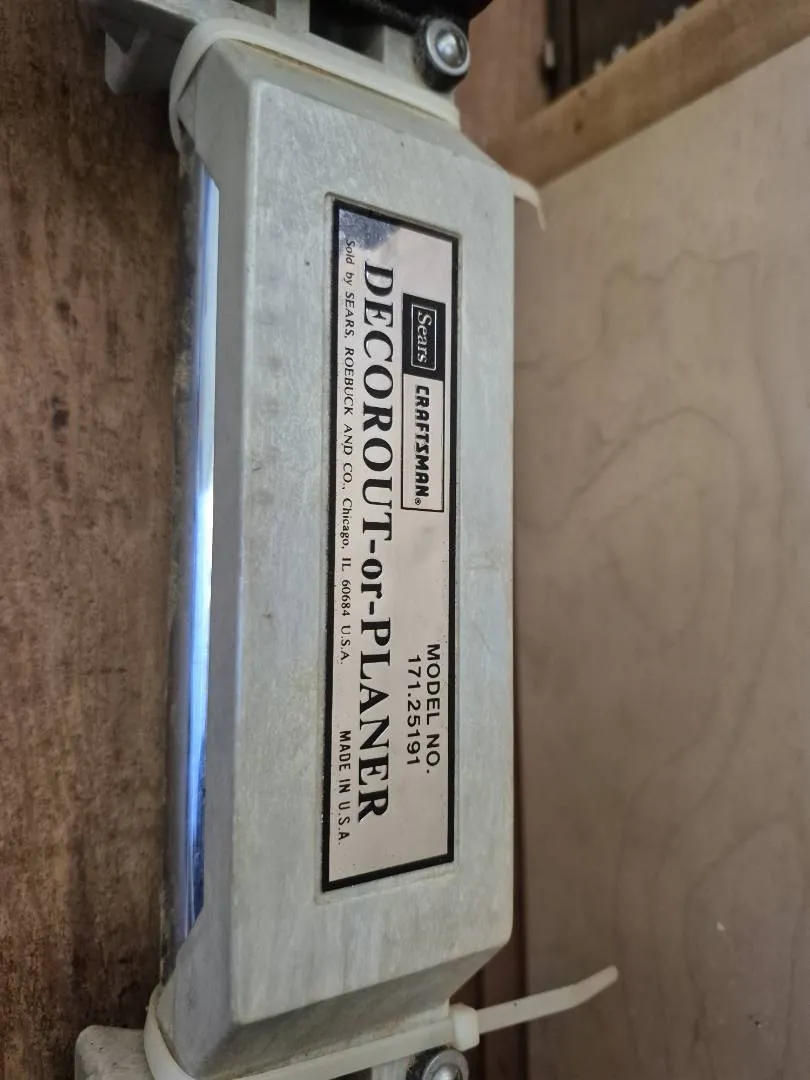 Sears CRAFTSMAN®
MODEL NO.
171.25191
DECOROUT-or-PLANER
Sold by SEARS, ROEBUCK AND CO., Chicago, IL 60684 U.S.A. MADE IN U.S.A.